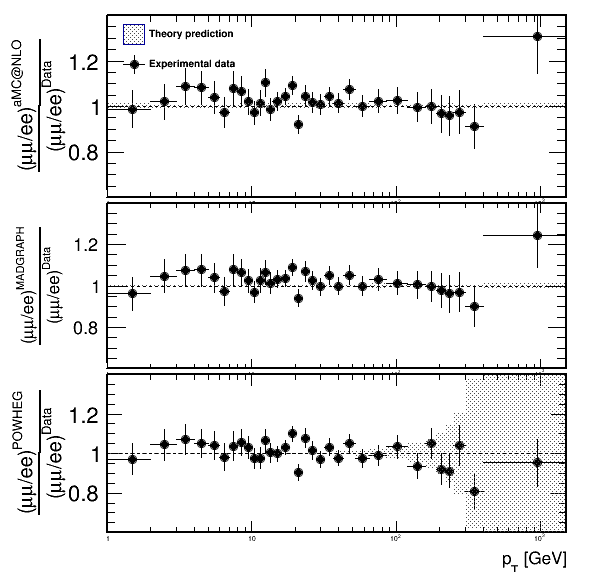 Theory prediction
Experimental data
(μμ/ee)aMC@NLO
(μμ/ee)Data
1.2
1
0.8
(μμ/ee)MADGRAPH
(μμ/ee)Data
1.2
1
0.8
(μμ/ee)POWHEG
(μμ/ee)Data
1.2
1
0.8
1 10 10² 10³
pT [GeV]